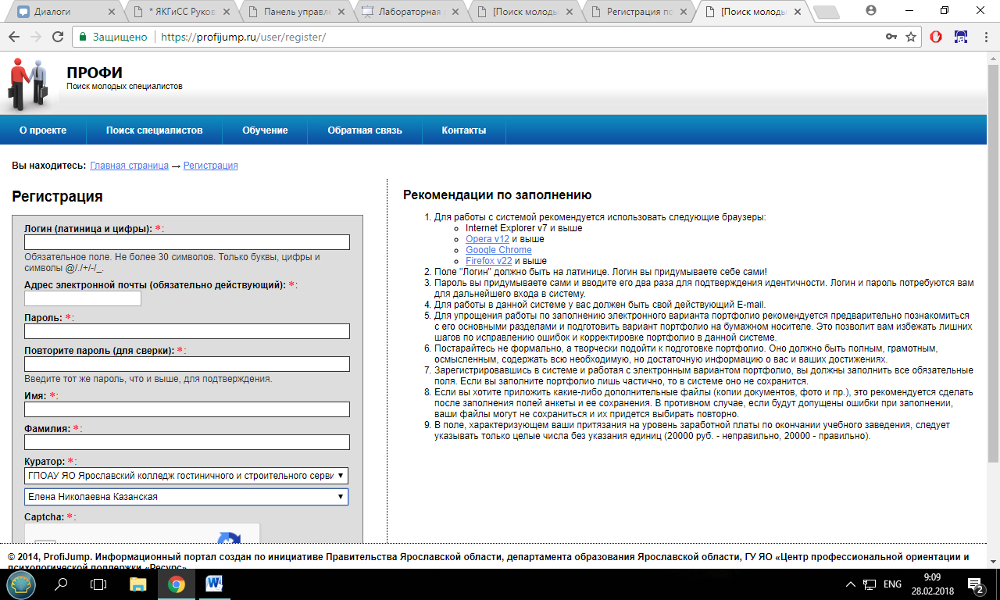 Диалоги
* ЯКГиСС Руков
Панель управле
Лабораторная
[Поиск молоды
Регистрация по
[Поиск молоды
Защищено
https://profijump.ru/user/register/
ПРОФИ
Поиск молодых специалистов
О проекте
Поиск специалистов
Обучение
Обратная связь
Контакты
Вы находитесь: Главная страница → Регистрация
Регистрация
Логин (латиница и цифры): *:
Обязательное поле. Не более 30 символов. Только буквы, цифры и
символы @/./+/-/_.
Адрес электронной почты (обязательно действующий): *:
Пароль: *:
Повторите пароль (для сверки): *:
Введите тот же пароль, что и выше, для подтверждения.
Имя: *:
Фамилия: *:
Куратор: *:
ГПОАУ ЯО Ярославский колледж гостиничного и строительного серви
Елена Николаевна Казанская
Captcha: *:
Рекомендации по заполнению
1. Для работы с системой рекомендуется использовать следующие браузеры:
Internet Explorer v7 и выше
Opera v12 и выше
Google Chrome
Firefox v22 и выше
2. Поле "Логин" должно быть на латинице. Логин вы придумываете себе сами!
3. Пароль вы придумываете сами и вводите его два раза для подтверждения идентичности. Логин и пароль потребуются вам
для дальнейшего входа в систему.
4. Для работы в данной системе у вас должен быть свой действующий E-mail.
5. Для упрощения работы по заполнению электронного варианта портфолио рекомендуется предварительно познакомиться
с его основными разделами и подготовить вариант портфолио на бумажном носителе. Это позволит вам избежать лишних
шагов по исправлению ошибок и корректировке портфолио в данной системе.
6. Постарайтесь не формально, а творчески подойти к подготовке портфолио. Оно должно быть полным, грамотным,
осмысленным, содержать всю необходимую, но достаточную информацию о вас и ваших достижениях.
7. Зарегистрировавшись в системе и работая с электронным вариантом портфолио, вы должны заполнить все обязательные
поля. Если вы заполните портфолио лишь частично, то в системе оно не сохранится.
8. Если вы хотите приложить какие-либо дополнительные файлы (копии документов, фото и пр.), это рекомендуется сделать
после заполнения полей анкеты и ее сохранения. В противном случае, если будут допущены ошибки при заполнении,
ваши файлы могут не сохраниться и их придется выбирать повторно.
9. В поле, характеризующем ваши притязания на уровень заработной платы по окончании учебного заведения, следует
указывать только целые числа без указания единиц (20000 руб. - неправильно, 20000 - правильно).
© 2014, ProfiJump. Информационный портал создан по инициативе Правительства Ярославской области, департамента образования Ярославской области, ГУ ЯО «Центр профессиональной ориентации и
психологической поддержки «Ресурс»
ENG
9:09
28.02.2018
2